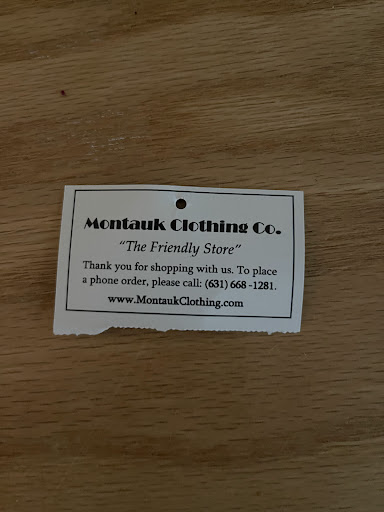 Montauk Clothing Co.
“The Friendly Store”
Thank you for shopping with us. To place
a phone order, please call: (631) 668-1281.
www.MontaukClothing.com